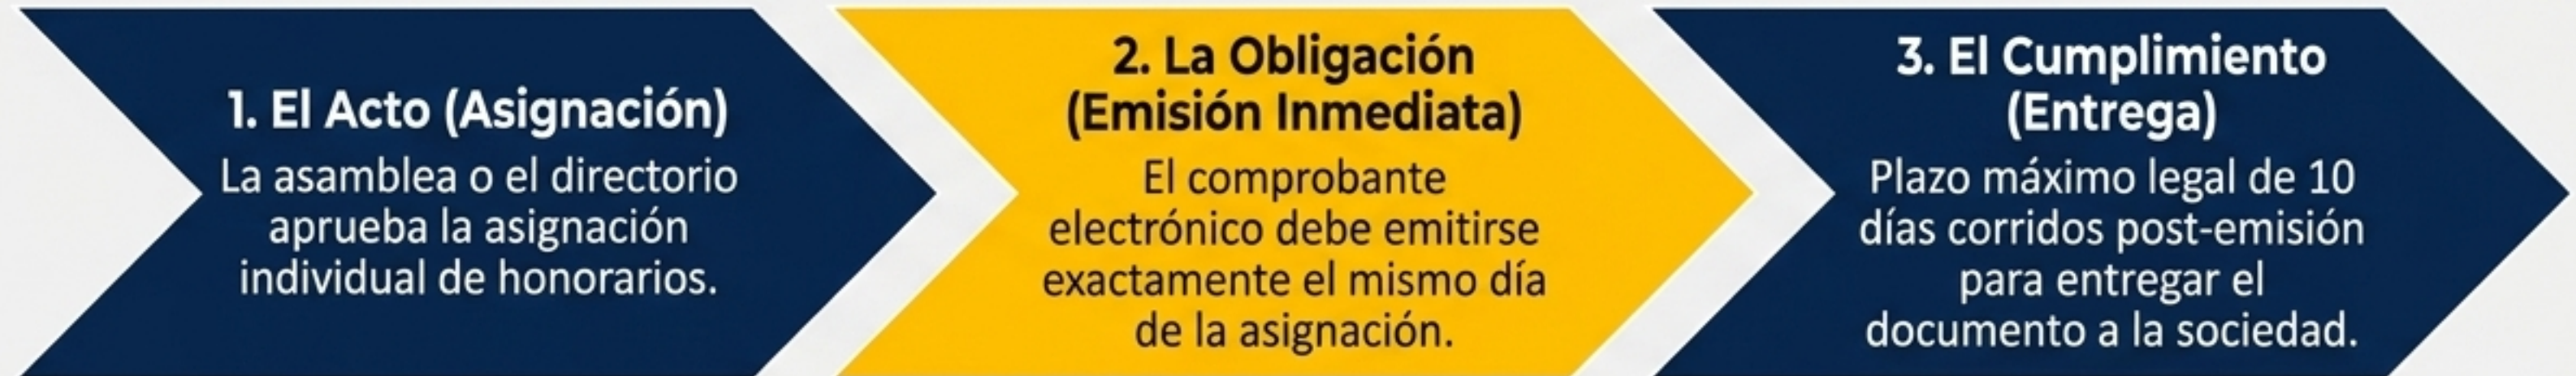 1. El Acto (Asignación)
La asamblea o el directorio
aprueba la asignación
individual de honorarios.
2. La Obligación
(Emisión Inmediata)
El comprobante
electrónico debe emitirse
exactamente el mismo día
de la asignación.
3. El Cumplimiento
(Entrega)
Plazo máximo legal de 10
días corridos post-emisión
para entregar el
documento a la sociedad.